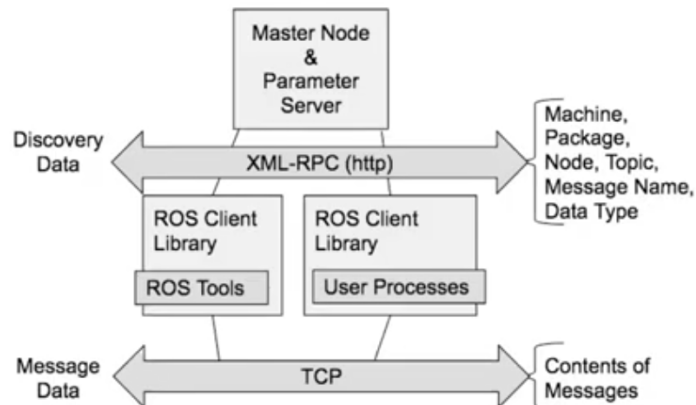 Master Node
&
Parameter
Server
Discovery
Data
XML-RPC (http)
Machine,
Package,
Node, Topic,
Message Name,
Data Type
ROS Client
Library
ROS Tools
ROS Client
Library
User Processes
Message
Data
TCP
Contents of
Messages